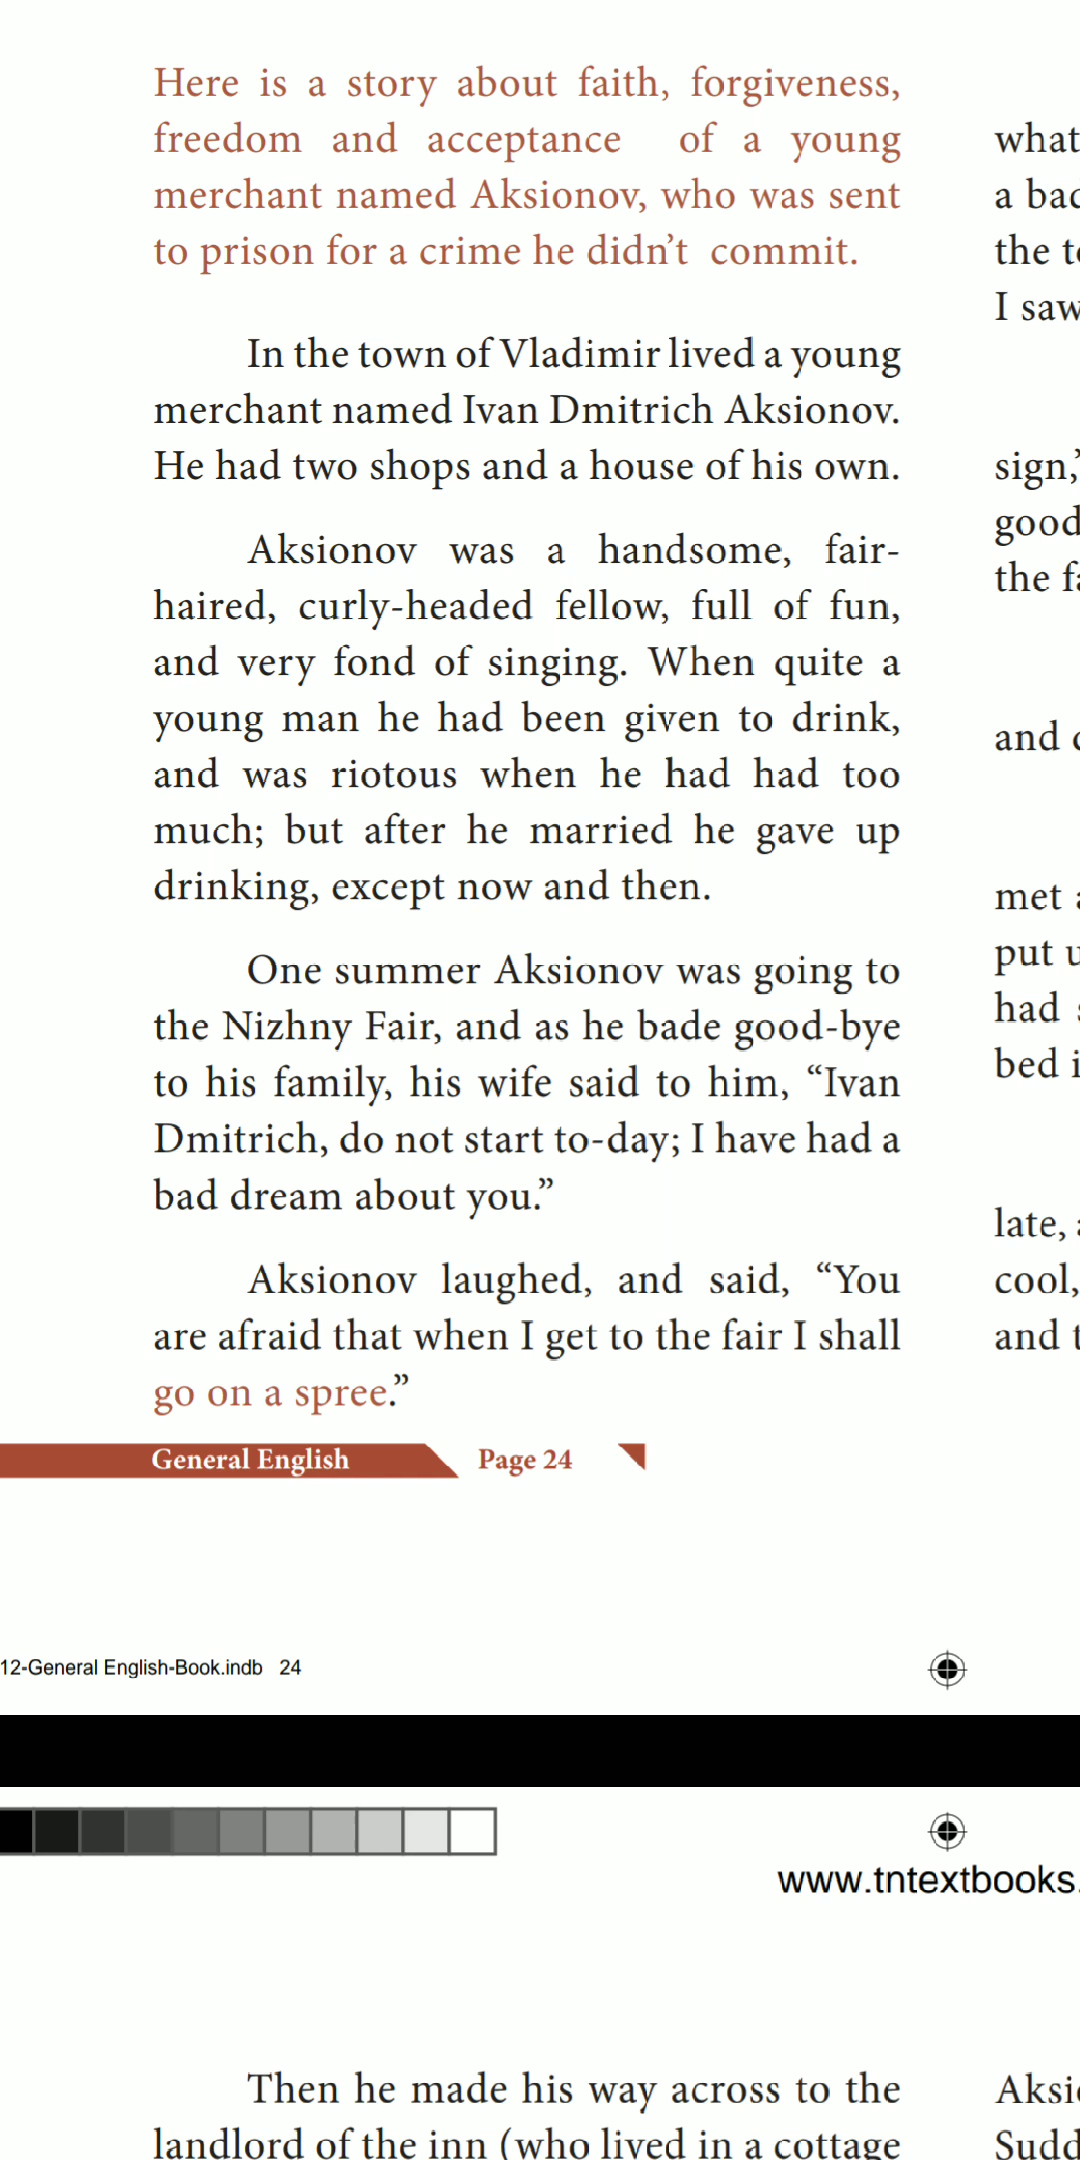 Here is a story about faith, forgiveness,
freedom and acceptance of a young
merchant named Aksionov, who was sent
to prison for a crime he didn’t commit.
In the town of Vladimir lived a young
merchant named Ivan Dmitrich Aksionov.
He had two shops and a house of his own.
Aksionov was a handsome, fair-
haired, curly-headed fellow, full of fun,
and very fond of singing. When quite a
young man he had been given to drink,
and was riotous when he had had too
much; but after he married he gave up
drinking, except now and then.
One summer Aksionov was going to
the Nizhny Fair, and as he bade good-bye
to his family, his wife said to him, “Ivan
Dmitrich, do not start to-day; I have had a
bad dream about you.”
Aksionov laughed, and said, “You
are afraid that when I get to the fair I shall
go on a spree.”
what
a
the
I saw
sign,”
good
the
and
met
put
had
bed
late,
cool,
and
General English Page 24
12-General English-Book.indb 24
www.tntextbooks.
Then he made his way across to the
landlord of the inn (who lived in a cottage